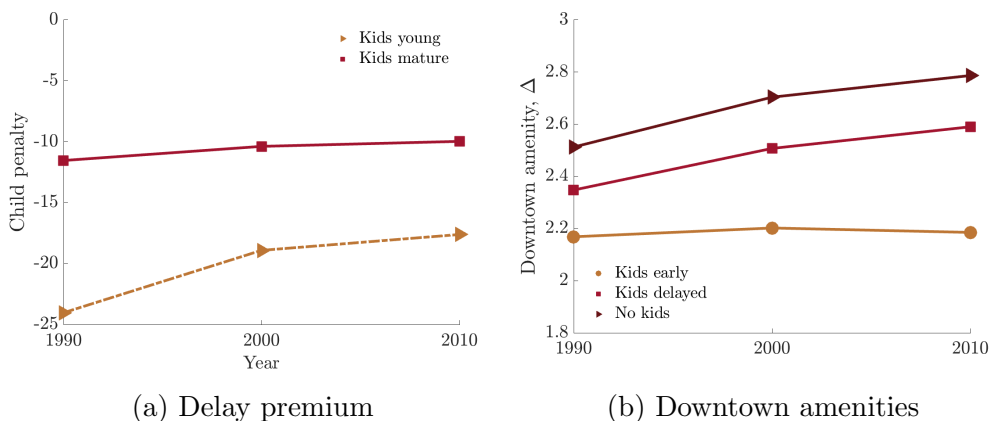 0
-5
-10
-15
-20
-25
Child penalty
Kids young
Kids mature
1990
2000
2010
Year
(a) Delay premium
3
2.8
2.6
2.4
2.2
2
1.8
Downtown amenity, Δ
Kids early
Kids delayed
No kids
1990
2000
2010
(b) Downtown amenities